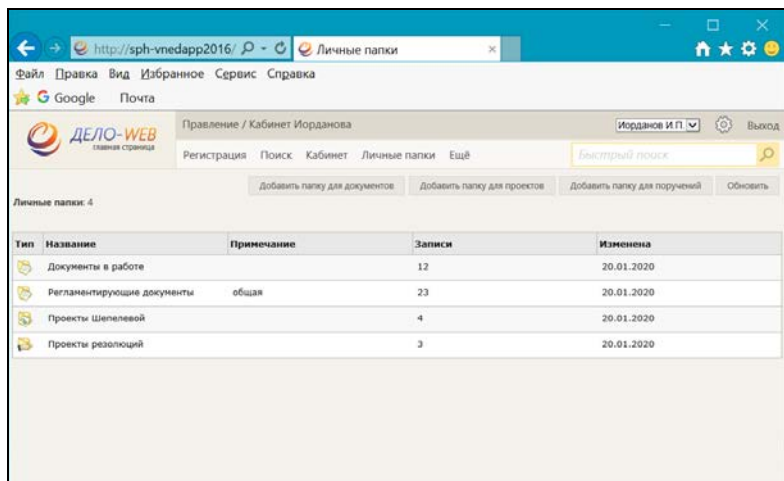 http://sph-vnedapp2016/ Личные папки
Файл Правка Вид Избранное Сервис Справка
Google Почта
ДЕЛО-WEB
главная страница
Правление / Кабинет Иорданова Иорданов И.П. Выход
Регистрация Поиск Кабинет Личные папки Ещё Быстрый поиск
Добавить папку для документов Добавить папку для проектов Добавить папку для поручений Обновить
Личные папки: 4
Тип Название Примечание Записи Изменена
Документы в работе 12 20.01.2020
Регламентирующие документы общая 23 20.01.2020
Проекты Шепелевой 4 20.01.2020
Проекты резолюций 3 20.01.2020